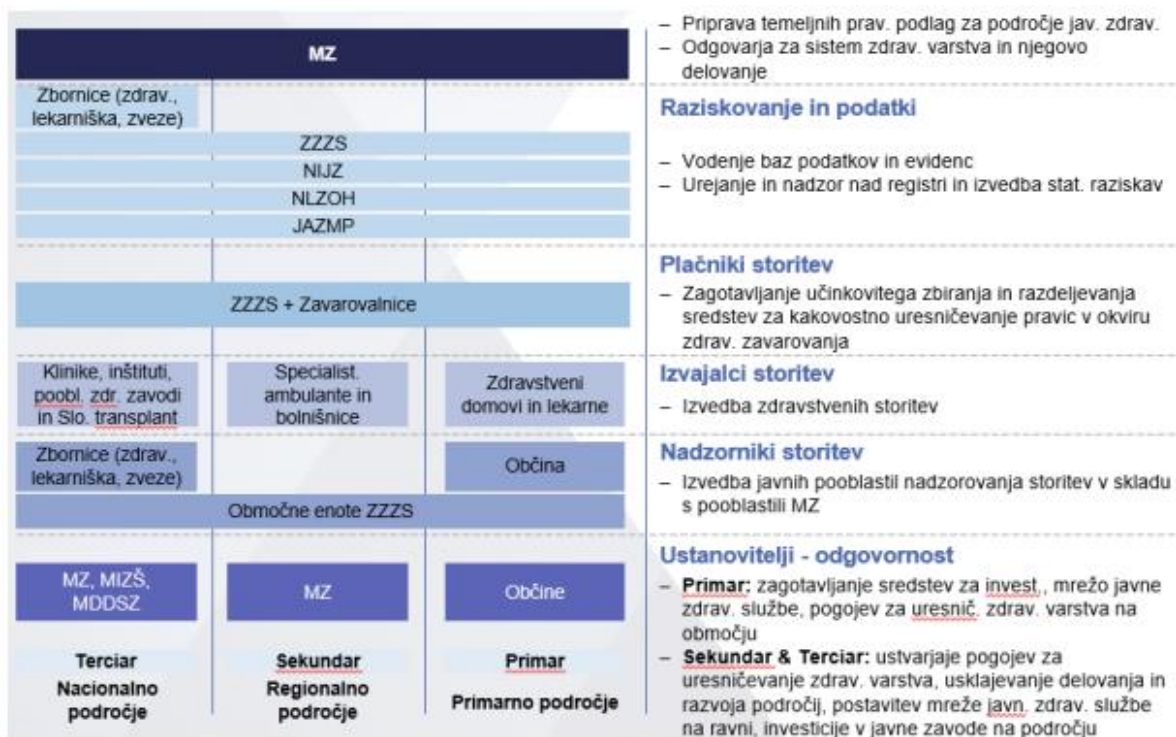 MZ
– Priprava temeljnih prav. podlag za področje jav. zdrav.
– Odgovarja za sistem zdrav. varstva in njegovo
delovanje
Zbornice (zdrav.,
lekarniška, zveze)
ZZZS
NIJZ
NLZOH
JAZMP
Raziskovanje in podatki
– Vodenje baz podatkov in evidenc
– Urejanje in nadzor nad registri in izvedba stat. raziskav
ZZZS + Zavarovalnice
Plačniki storitev
– Zagotavljanje učinkovitega zbiranja in razdeljevanja
sredstev za kakovostno uresničevanje pravic v okviru
zdrav. zavarovanja
Klinike, inštituti,
poobl. zdr. zavodi
in Slo. transplant
Specialist.
ambulante in
bolnišnice
Zdravstveni
domovi in lekarne
Izvajalci storitev
– Izvedba zdravstvenih storitev
Zbornice (zdrav.,
lekarniška, zveze)
Občina
Območne enote ZZZS
Nadzorniki storitev
– Izvedba javnih pooblastil nadzorovanja storitev v skladu
s pooblastili MZ
MZ, MIZŠ,
MDDSZ
MZ
Občine
Ustanovitelji - odgovornost
– Primar: zagotavljanje sredstev za invest., mrežo javne
zdrav. službe, pogojev za uresnič. zdrav. varstva na
območju
– Sekundar & Terciar: ustvarjaje pogojev za
uresničevanje zdrav. varstva, usklajevanje delovanja in
razvoja področij, postavitev mreže javn. zdrav. službe
na ravni, investicije v javne zavode na področju
Terciar
Nacionalno
področje
Sekundar
Regionalno
področje
Primar
Primarno področje